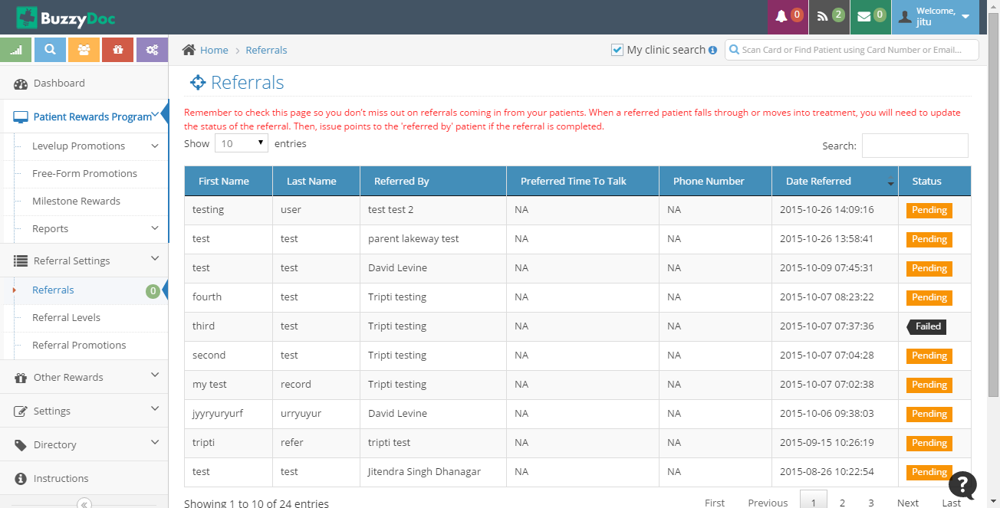 BuzzyDoc
0
2
0
Welcome,
jitu
Home
Referrals
My clinic search
Scan Card or Find Patient using Card Number or Email...
Dashboard
Patient Rewards Program
Levelup Promotions
Free-Form Promotions
Milestone Rewards
Reports
Referral Settings
Referrals 0
Referral Levels
Referral Promotions
Other Rewards
Settings
Directory
Instructions
Referrals
Remember to check this page so you don't miss out on referrals coming in from your patients. When a referred patient falls through or moves into treatment, you will need to update
the status of the referral. Then, issue points to the 'referred by' patient if the referral is completed.
Show 10 entries
Search:
First Name Last Name Referred By Preferred Time To Talk Phone Number Date Referred Status
testing user test test 2 NA NA 2015-10-26 14:09:16 Pending
test test parent lakeway test NA NA 2015-10-26 13:58:41 Pending
test test David Levine NA NA 2015-10-09 07:45:31 Pending
fourth test Tripti testing NA NA 2015-10-07 08:23:22 Pending
third test Tripti testing NA NA 2015-10-07 07:37:36 Failed
second test Tripti testing NA NA 2015-10-07 07:04:28 Pending
my test record Tripti testing NA NA 2015-10-07 07:02:38 Pending
jyyryuryurf urryuyur David Levine NA NA 2015-10-06 09:38:03 Pending
tripti refer tripti test NA NA 2015-09-15 10:26:19 Pending
test test Jitendra Singh Dhanagar NA NA 2015-08-26 10:22:54 Pending
Showing 1 to 10 of 24 entries
First Previous 1 2 3 Next Last